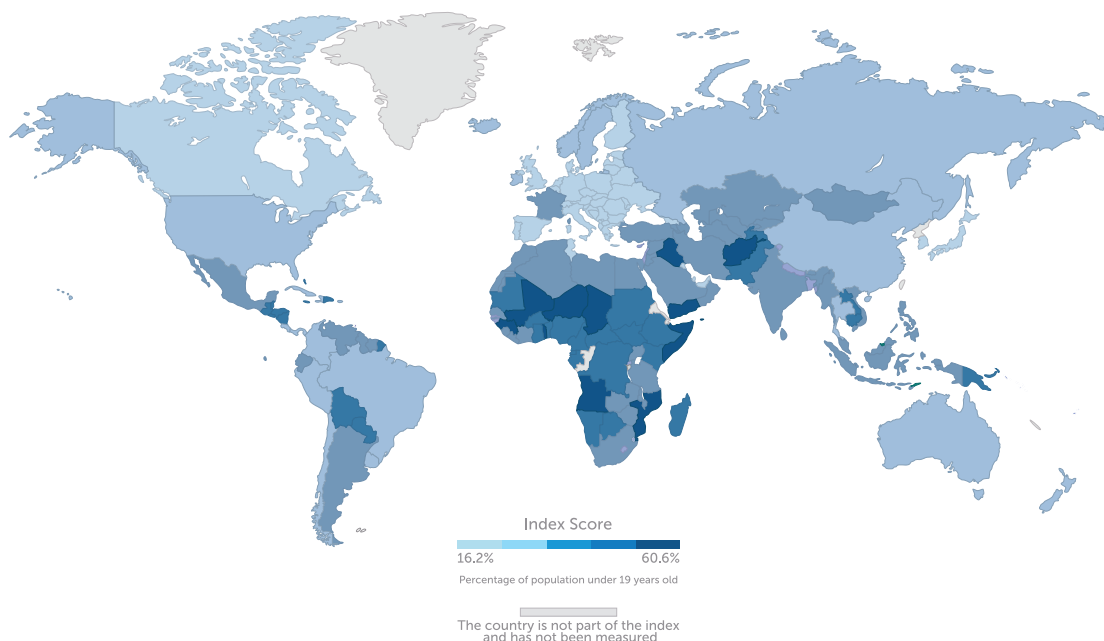 Index Score
16.2% 60.6%
Percentage of population under 19 years old
The country is not part of the index
and has not been measured